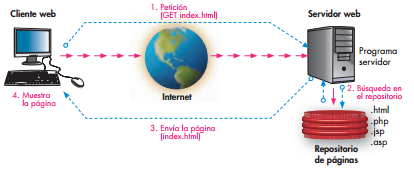 Cliente web
1. Petición
(GET index.html)
Servidor web
Programa
servidor
Internet
4. Muestra
la página
2. Búsqueda en
el repositorio
3. Envía la página
(index.html)
.html
.php
.jsp
.asp
Repositorio
de páginas